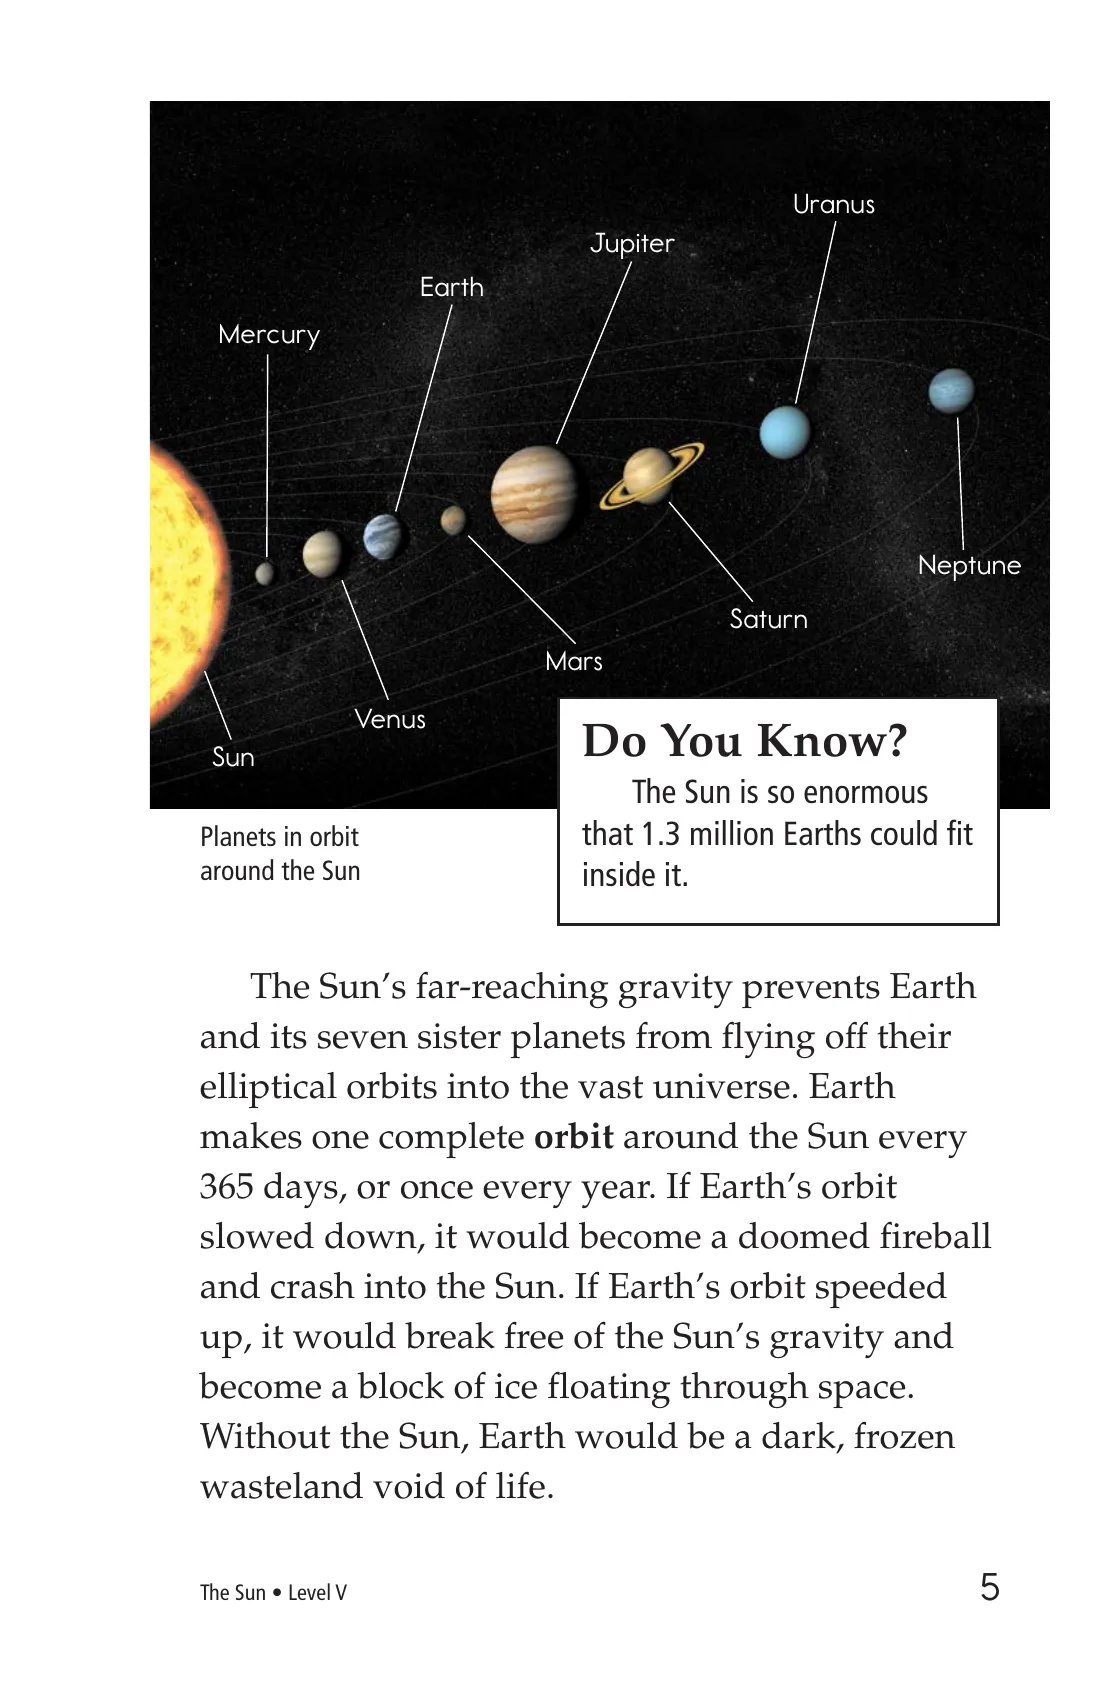 Uranus
Jupiter
Earth
Mercury
Neptune
Saturn
Mars
Venus
Sun
Do You Know?
The Sun is so enormous
that 1.3 million Earths could fit
inside it.
Planets in orbit
around the Sun
The Sun’s far-reaching gravity prevents Earth
and its seven sister planets from flying off their
elliptical orbits into the vast universe. Earth
makes one complete orbit around the Sun every
365 days, or once every year. If Earth’s orbit
slowed down, it would become a doomed fireball
and crash into the Sun. If Earth’s orbit speeded
up, it would break free of the Sun’s gravity and
become a block of ice floating through space.
Without the Sun, Earth would be a dark, frozen
wasteland void of life.
The Sun • Level V
5